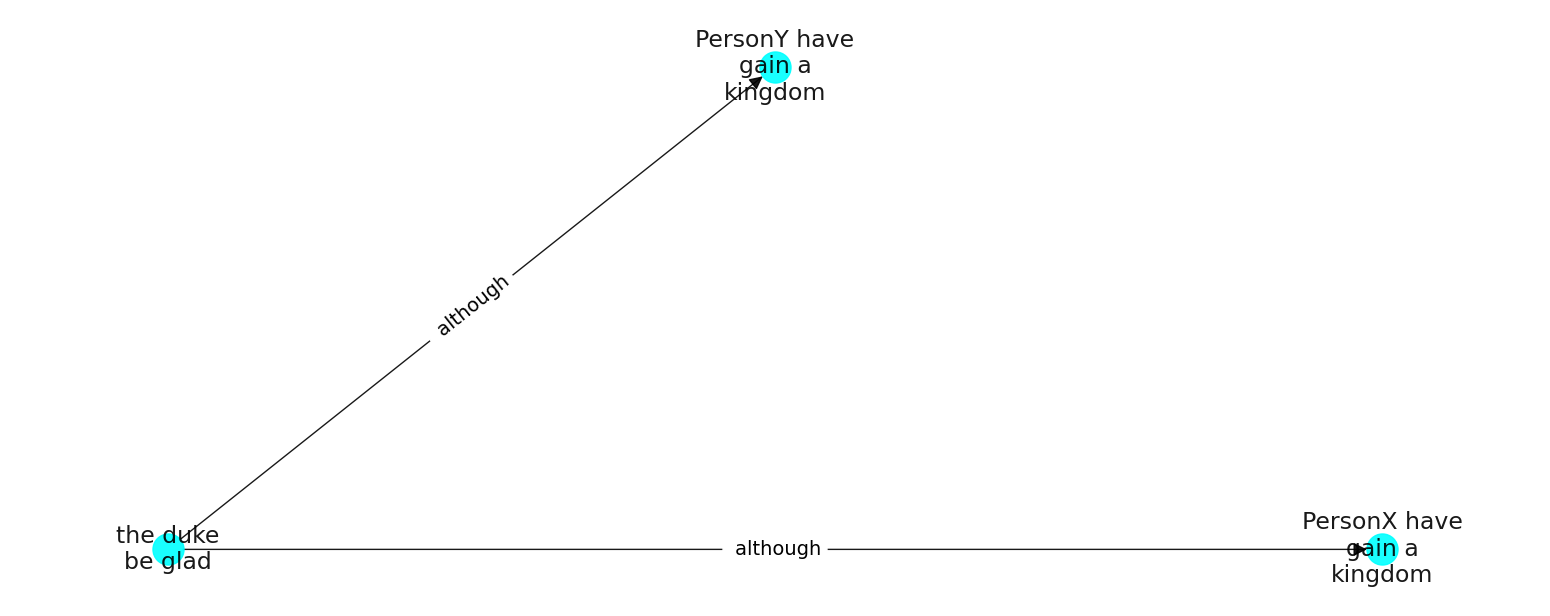 PersonY have
gain a
kingdom
although
the duke
be glad
although
PersonX have
gain a
kingdom